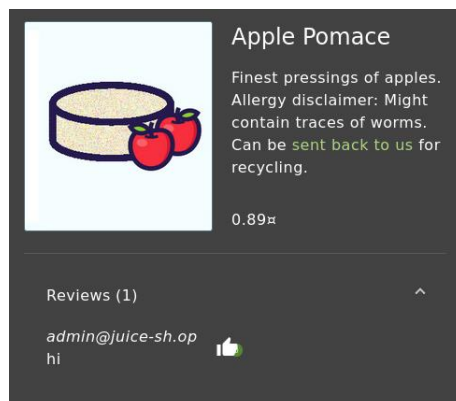 Apple Pomace
Finest pressings of apples.
Allergy disclaimer: Might
contain traces of worms.
Can be sent back to us for
recycling.
0.89¤
Reviews (1)
admin@juice-sh.op
hi